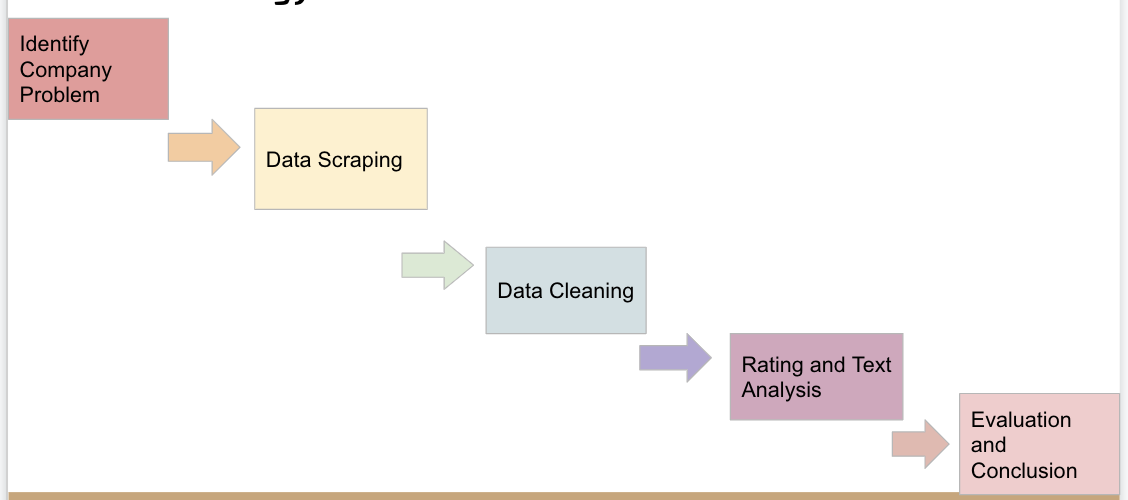 Identify
Company
Problem
Data Scraping
Data Cleaning
Rating and Text
Analysis
Evaluation
and
Conclusion